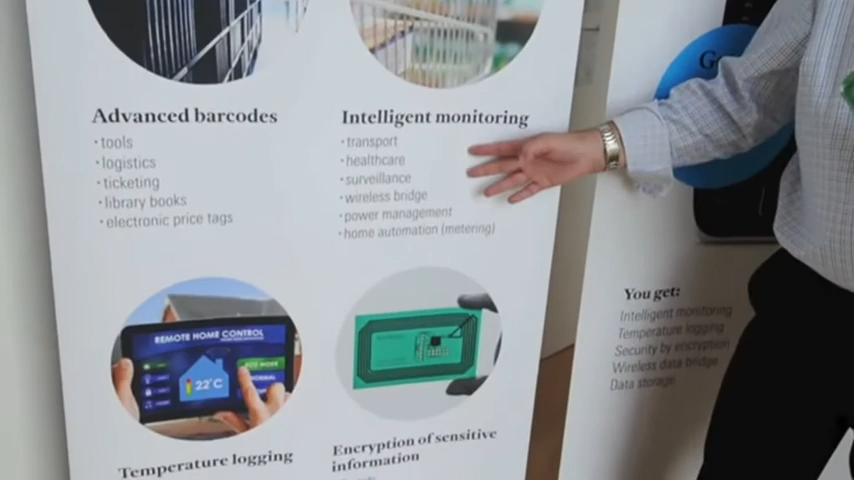 Advanced barcodes
· tools
· logistics
· ticketing
· library books
· electronic price tags
Intelligent monitoring
· transport
· healthcare
· surveillance
· wireless bridge
· power management
· home automation (metering)
REMOTE HOME CONTROL
ECO MODE
NORMAL
22°C
Temperature logging
Encryption of sensitive
information
You get:
Intelligent monitoring
Temperature logging
Security by encryption
Wireless data bridge
Data storage